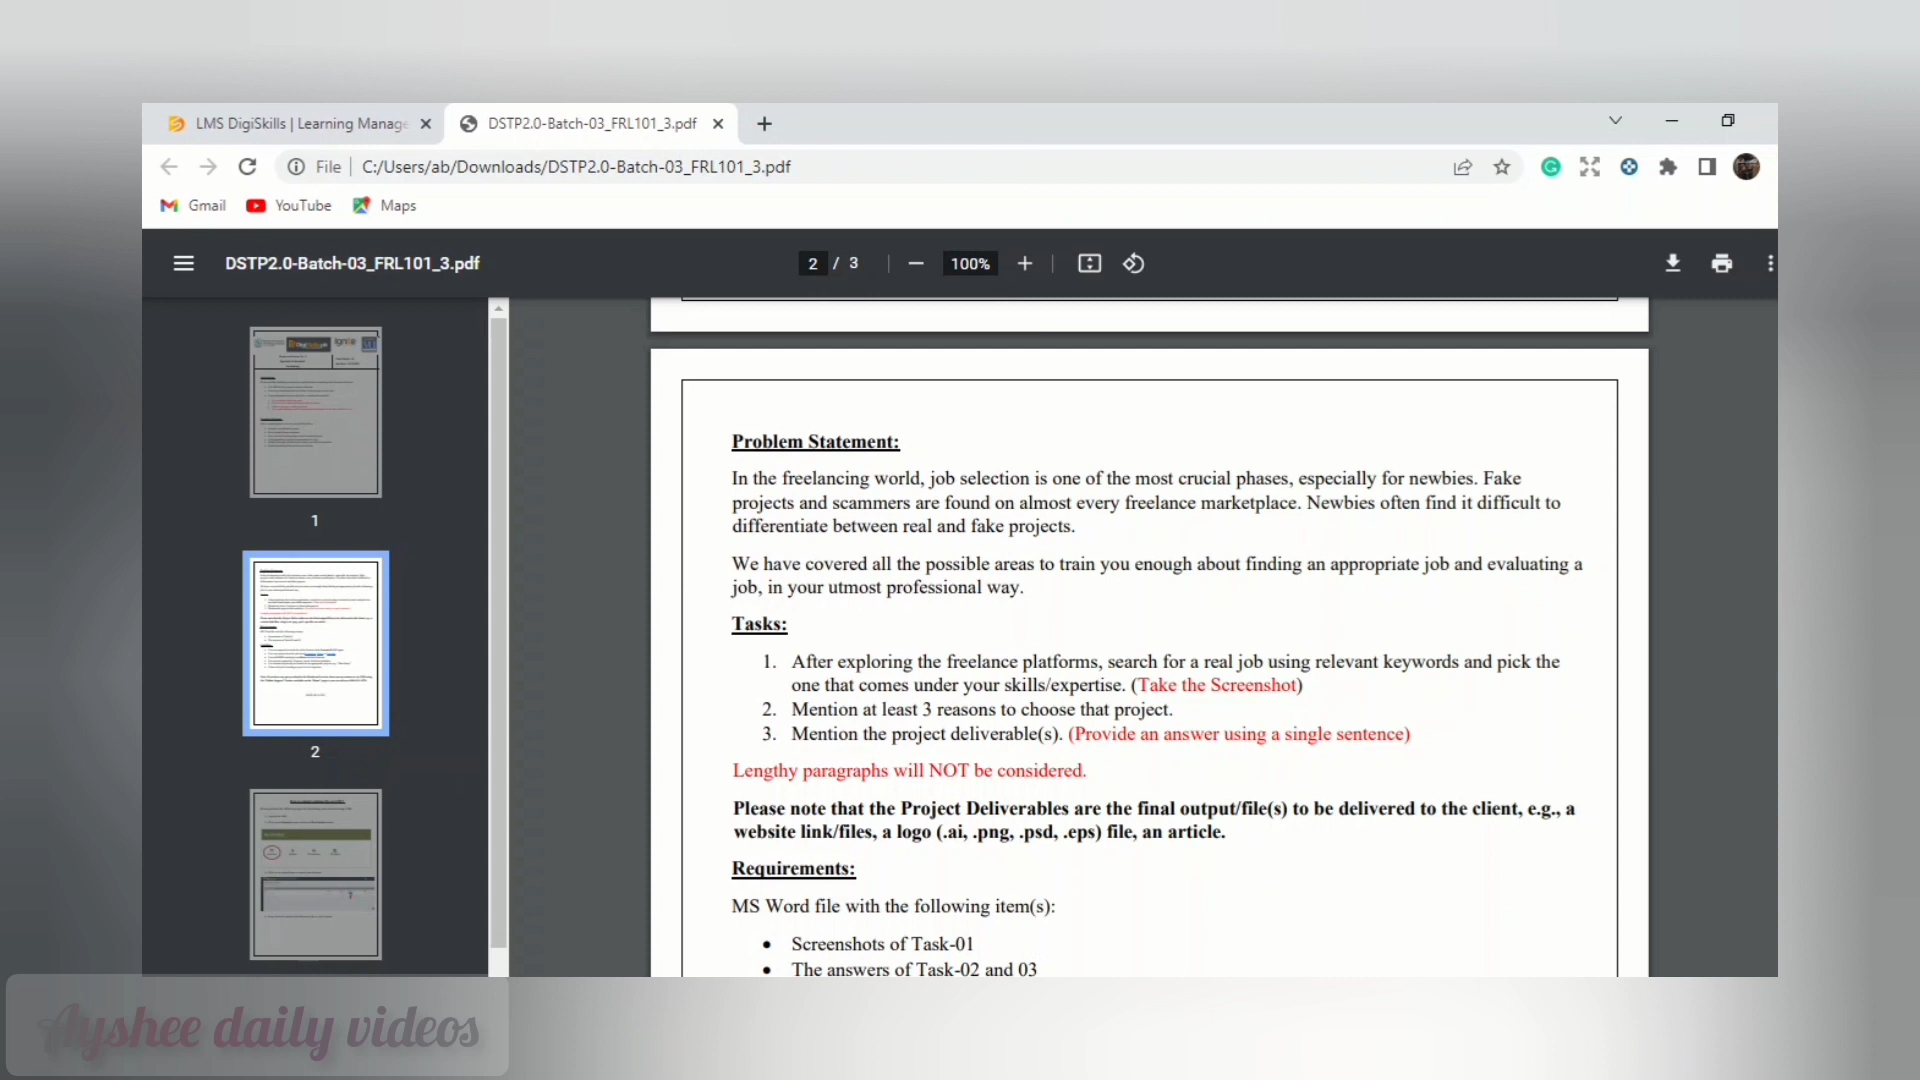 LMS DigiSkills | Learning Manage
DSTP2.0-Batch-03_FRL101_3.pdf
File
C:/Users/ab/Downloads/DSTP2.0-Batch-03_FRL101_3.pdf
Gmail
YouTube
Maps
DSTP2.0-Batch-03_FRL101_3.pdf
2 / 3
100%
1
2
Problem Statement:
In the freelancing world, job selection is one of the most crucial phases, especially for newbies. Fake
projects and scammers are found on almost every freelance marketplace. Newbies often find it difficult to
differentiate between real and fake projects.
We have covered all the possible areas to train you enough about finding an appropriate job and evaluating a
job, in your utmost professional way.
Tasks:
1. After exploring the freelance platforms, search for a real job using relevant keywords and pick the
one that comes under your skills/expertise. (Take the Screenshot)
2. Mention at least 3 reasons to choose that project.
3. Mention the project deliverable(s). (Provide an answer using a single sentence)
Lengthy paragraphs will NOT be considered.
Please note that the Project Deliverables are the final output/file(s) to be delivered to the client, e.g., a
website link/files, a logo (.ai, .png, .psd, .eps) file, an article.
Requirements:
MS Word file with the following item(s):
• Screenshots of Task-01
• The answers of Task-02 and 03
Ayshee daily videos